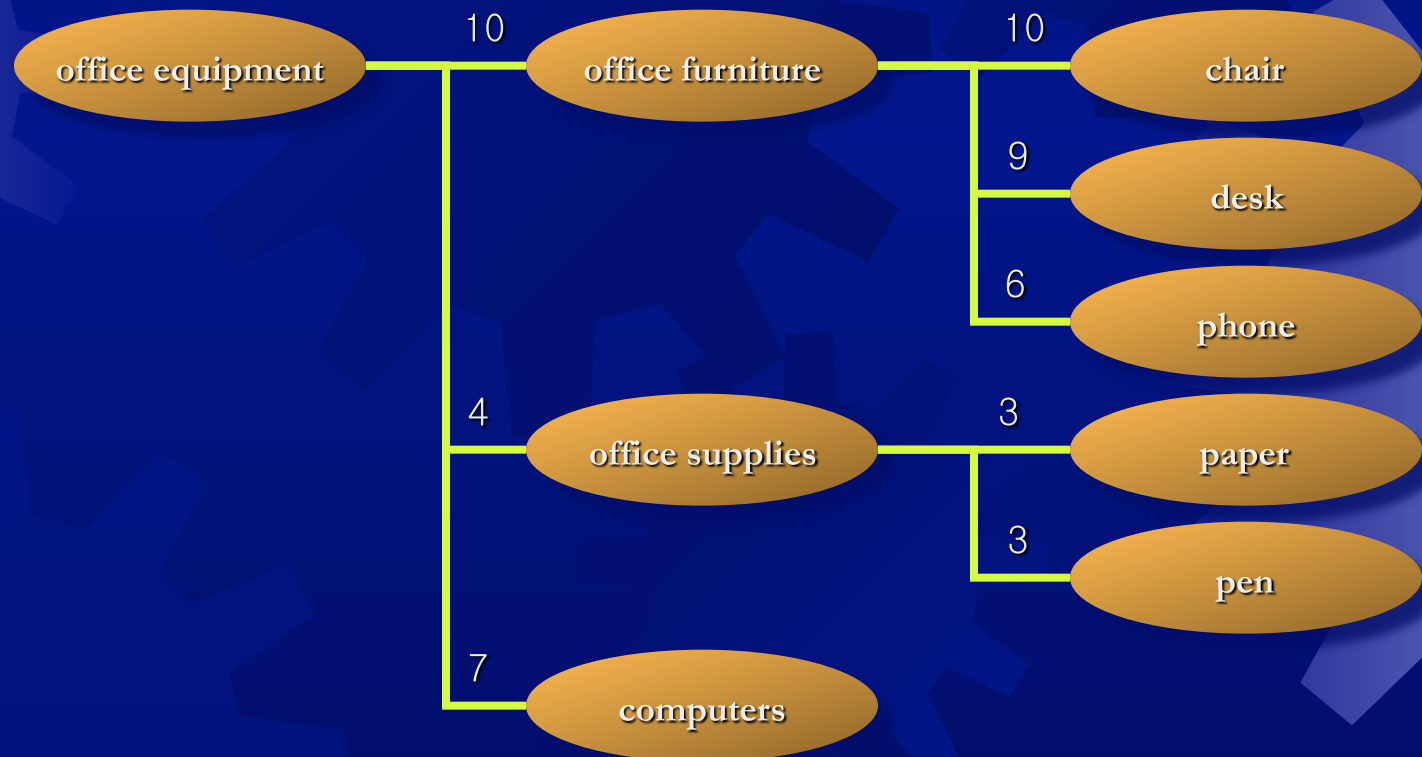 10
10
office equipment
office furniture
chair
9
desk
6
phone
4
3
office supplies
paper
3
pen
7
computers